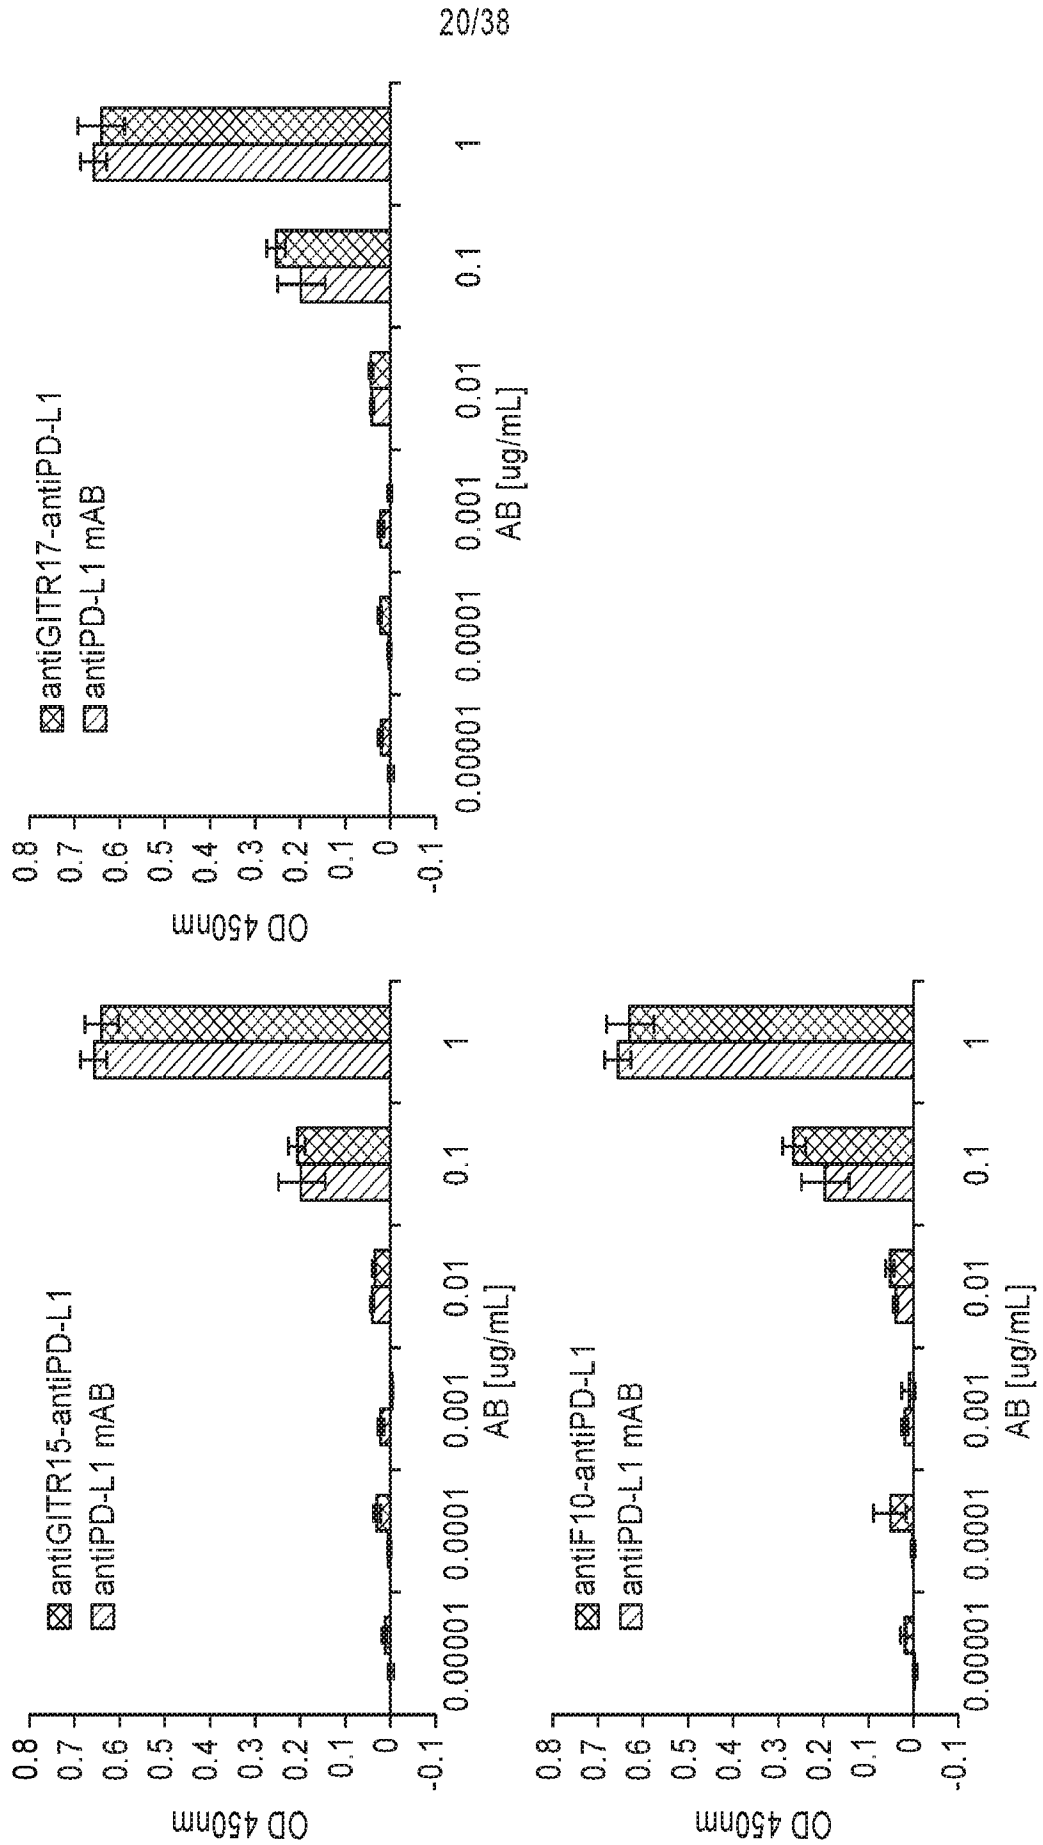 20/38
OD 450nm
0.8
0.7
0.6
0.5
0.4
0.3
0.2
0.1
0
-0.1
antiGITR15-antiPD-L1
antiPD-L1 mAB
0.00001 0.0001 0.001 0.01 0.1 1
AB [ug/mL]
OD 450nm
0.8
0.7
0.6
0.5
0.4
0.3
0.2
0.1
0
-0.1
antiGITR17-antiPD-L1
antiPD-L1 mAB
0.00001 0.0001 0.001 0.01 0.1 1
AB [ug/mL]
OD 450nm
0.8
0.7
0.6
0.5
0.4
0.3
0.2
0.1
0
-0.1
antiF10-antiPD-L1
antiPD-L1 mAB
0.00001 0.0001 0.001 0.01 0.1 1
AB [ug/mL]